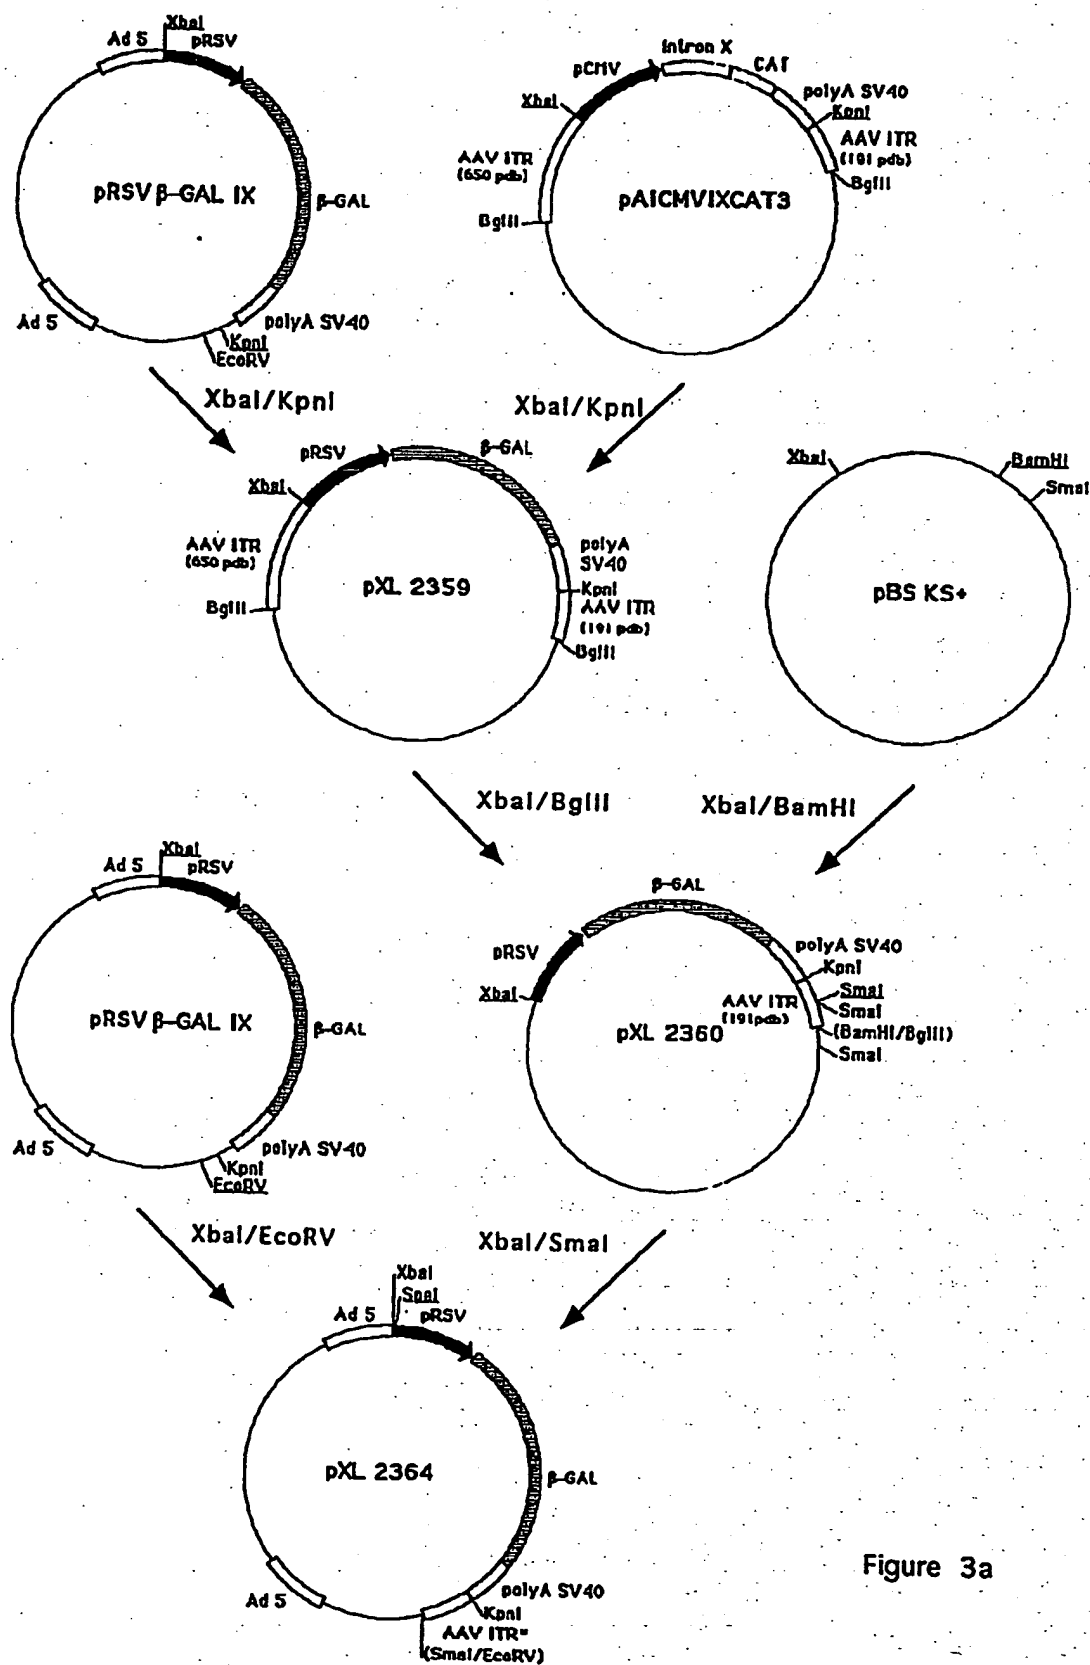 XbaI
Ad 5
pRSV
pRSV β-GAL IX
β-GAL
Ad 5
polyA SV40
KpnI
EcoRV
intron X
CAT
pCMV
XbaI
polyA SV40
KpnI
AAV ITR
(650 pdb)
AAV ITR
(191 pdb)
BglII
BglII
pAICMVIXCAT3
XbaI/KpnI
XbaI/KpnI
pRSV
β-GAL
XbaI
AAV ITR
(650 pdb)
BglII
pXL 2359
polyA
SV40
KpnI
AAV ITR
(191 pdb)
BglII
XbaI
BamHI
SmaI
pBS KS+
XbaI/BglII
XbaI/BamHI
XbaI
Ad 5
pRSV
pRSV β-GAL IX
β-GAL
Ad 5
polyA SV40
KpnI
EcoRV
β-GAL
pRSV
XbaI
polyA SV40
KpnI
SmaI
AAV ITR
(191pdb)
SmaI
(BamHI/BglII)
SmaI
pXL 2360
XbaI/EcoRV
XbaI/SmaI
XbaI
SpeI
Ad 5
pRSV
pXL 2364
β-GAL
Ad 5
polyA SV40
KpnI
AAV ITR*
(SmaI/EcoRV)
Figure 3a